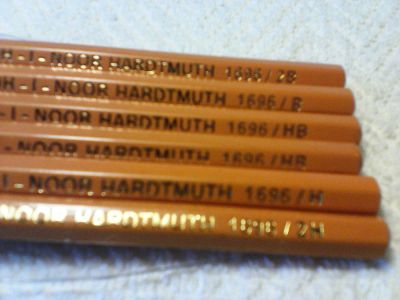 H - I - NOOR HARDTMUTH 1696 / 2B
- I - NOOR HARDTMUTH 1696 / B
- I - NOOR HARDTMUTH 1696 / HB
I - NOOR HARDTMUTH 1696 / HB
I - NOOR HARDTMUTH 1696 / H
NOOR HARDTMUTH 1696 / 2H